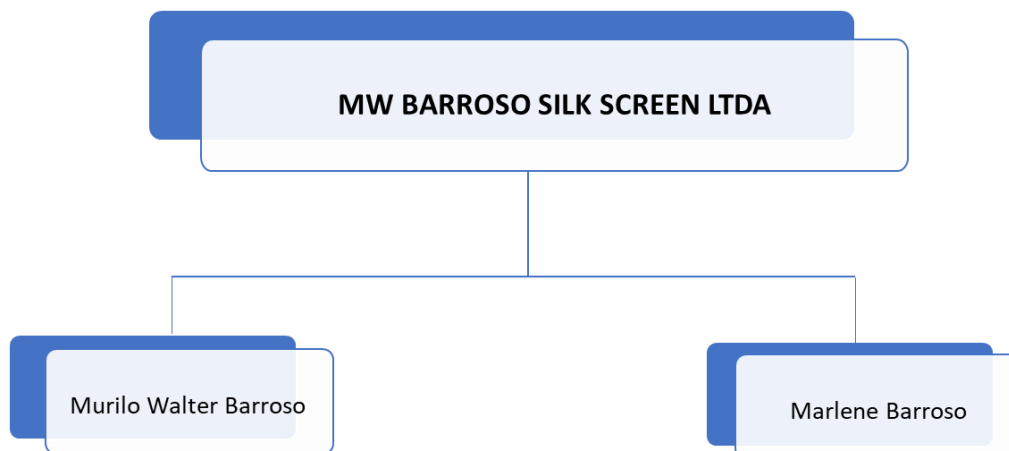 MW BARROSO SILK SCREEN LTDA
Murilo Walter Barroso
Marlene Barroso